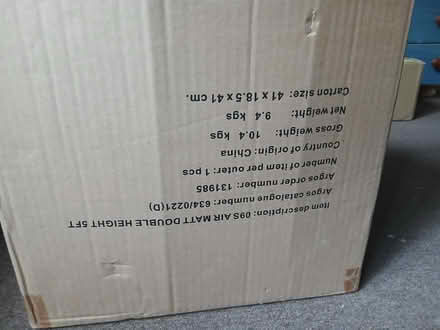 Item description: 09S AIR MATT DOUBLE HEIGHT 5FT
Argos catalogue number: 634/0221(D)
Argos order number: 131985
Number of item per outer: 1 pcs
Country of origin: China
Gross weight: 10.4 kgs
Net weight: 9.4 kgs
Carton size: 41 x 18.5 x 41 cm.